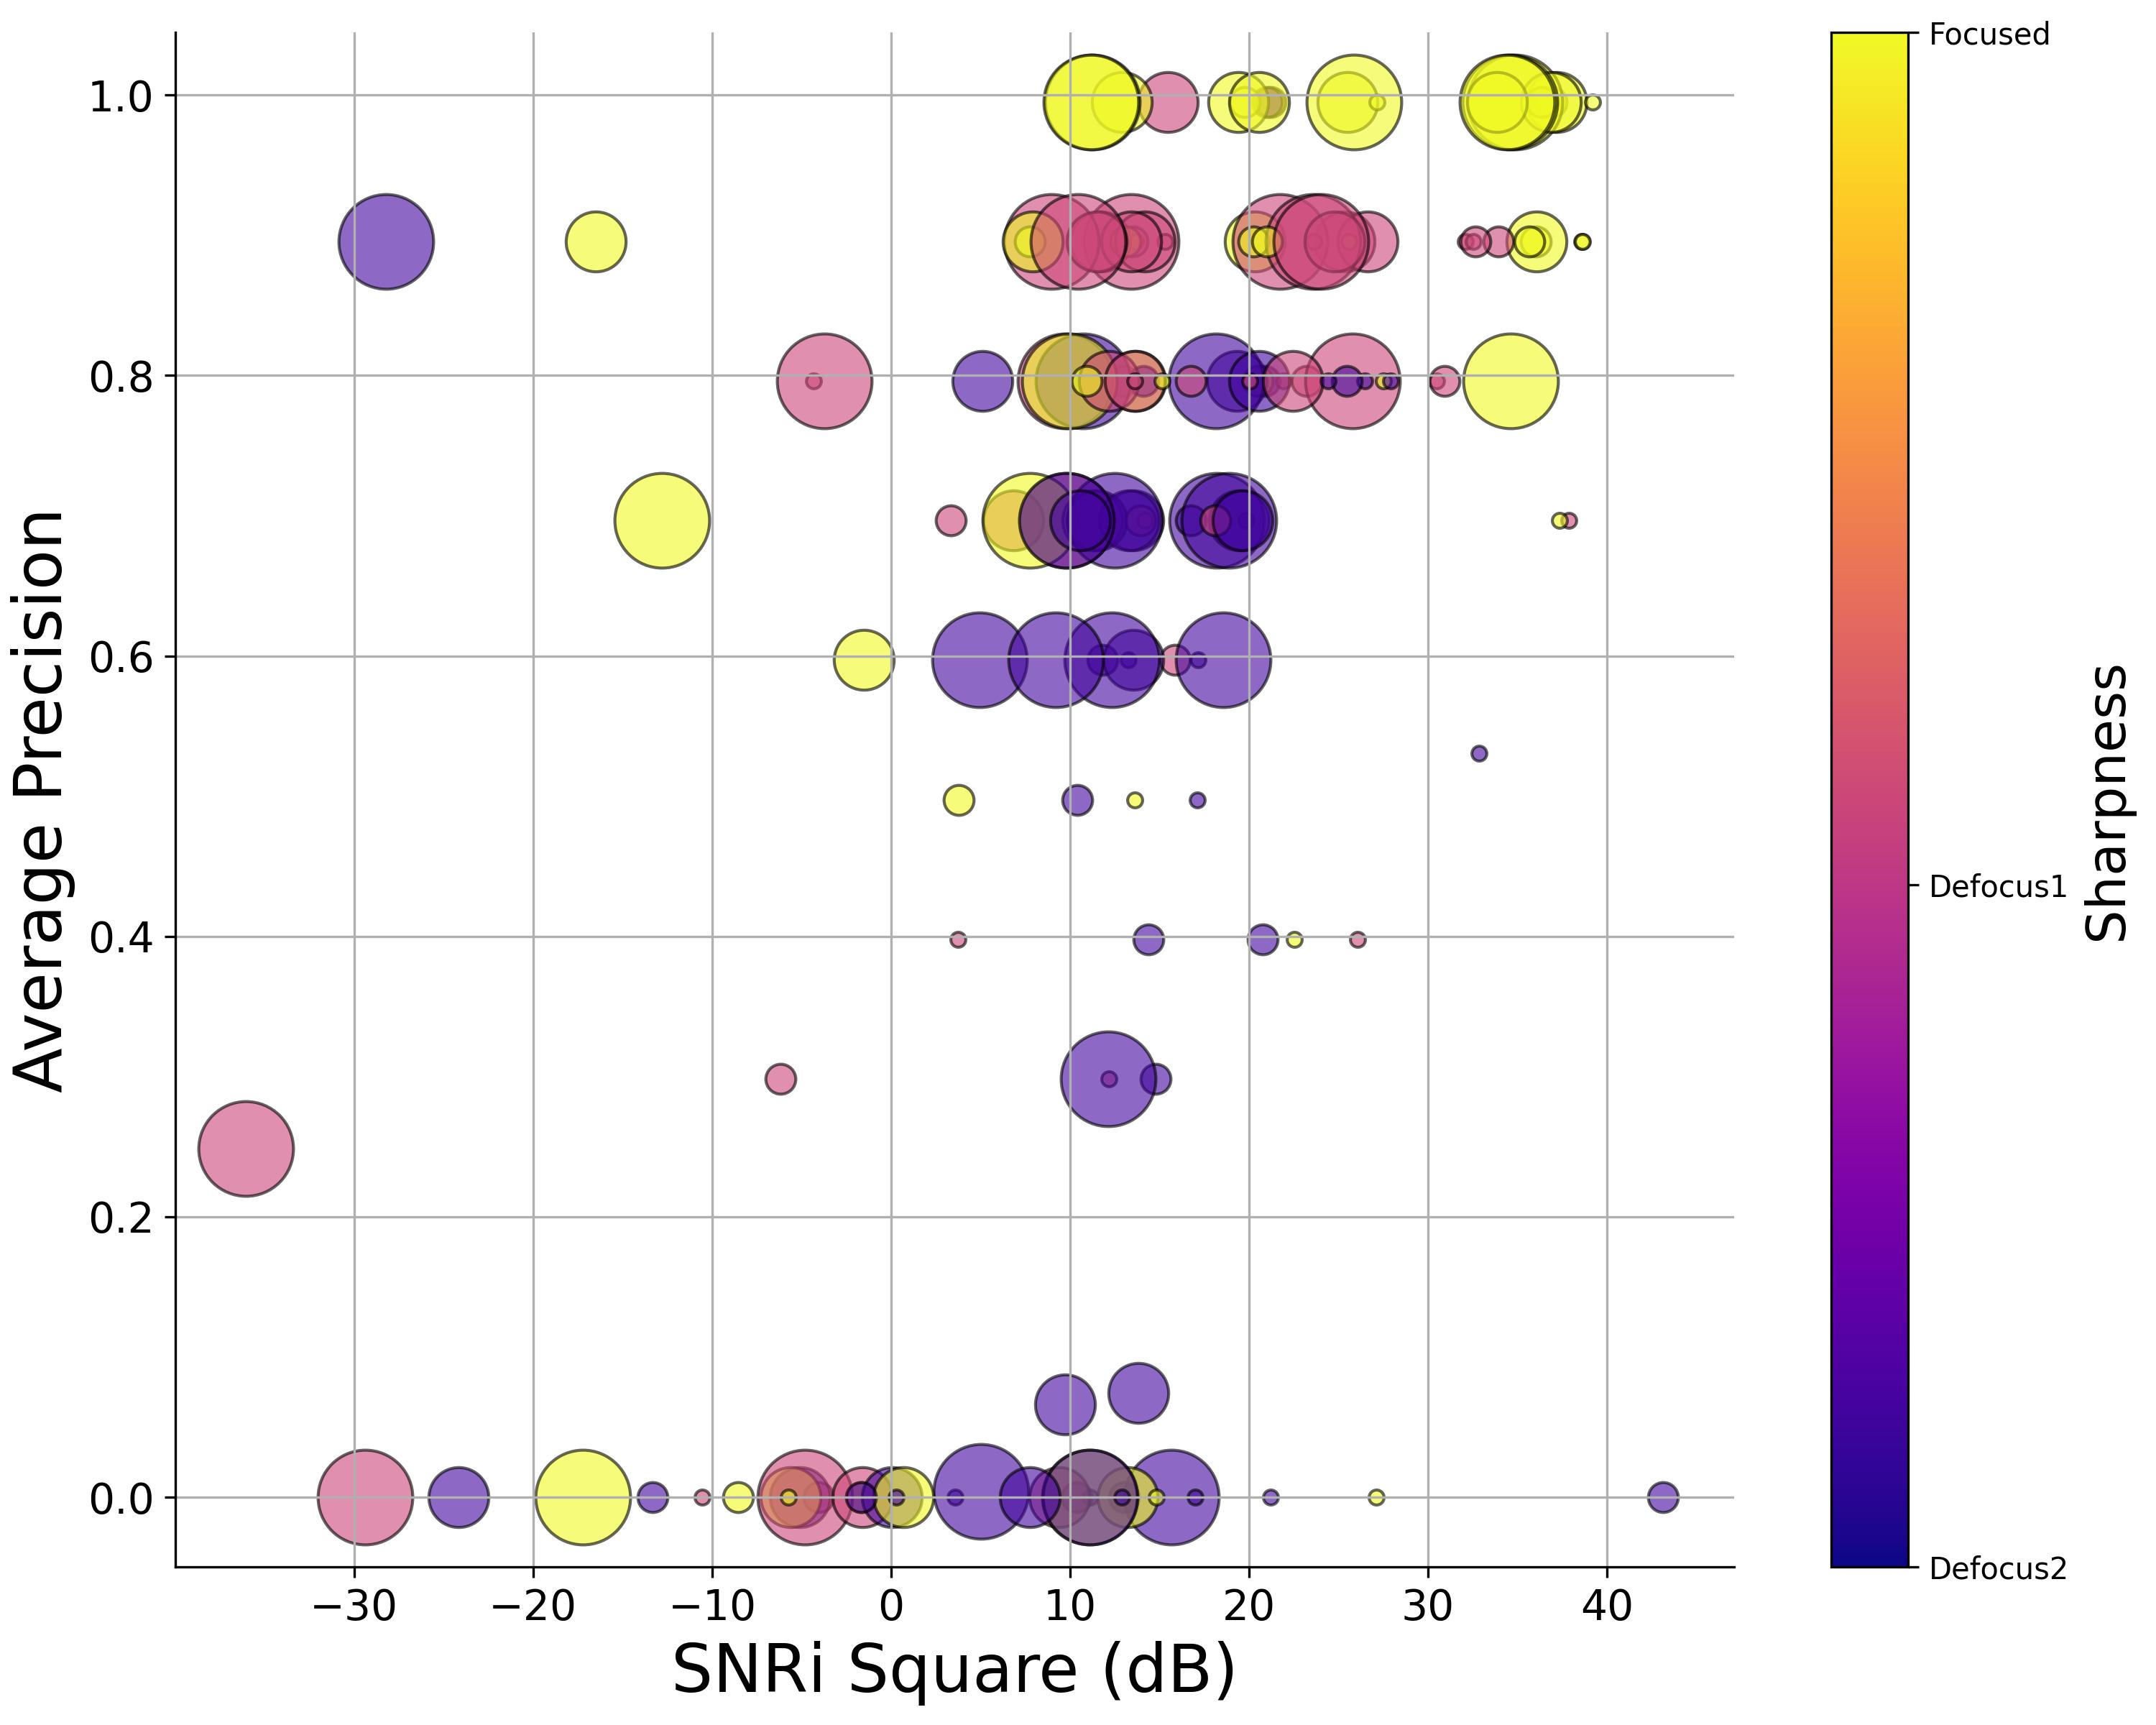 Average Precision
1.0
0.8
0.6
0.4
0.2
0.0
−30
−20
−10
0
10
20
30
40
SNRi Square (dB)
Focused
Defocus1
Defocus2
Sharpness